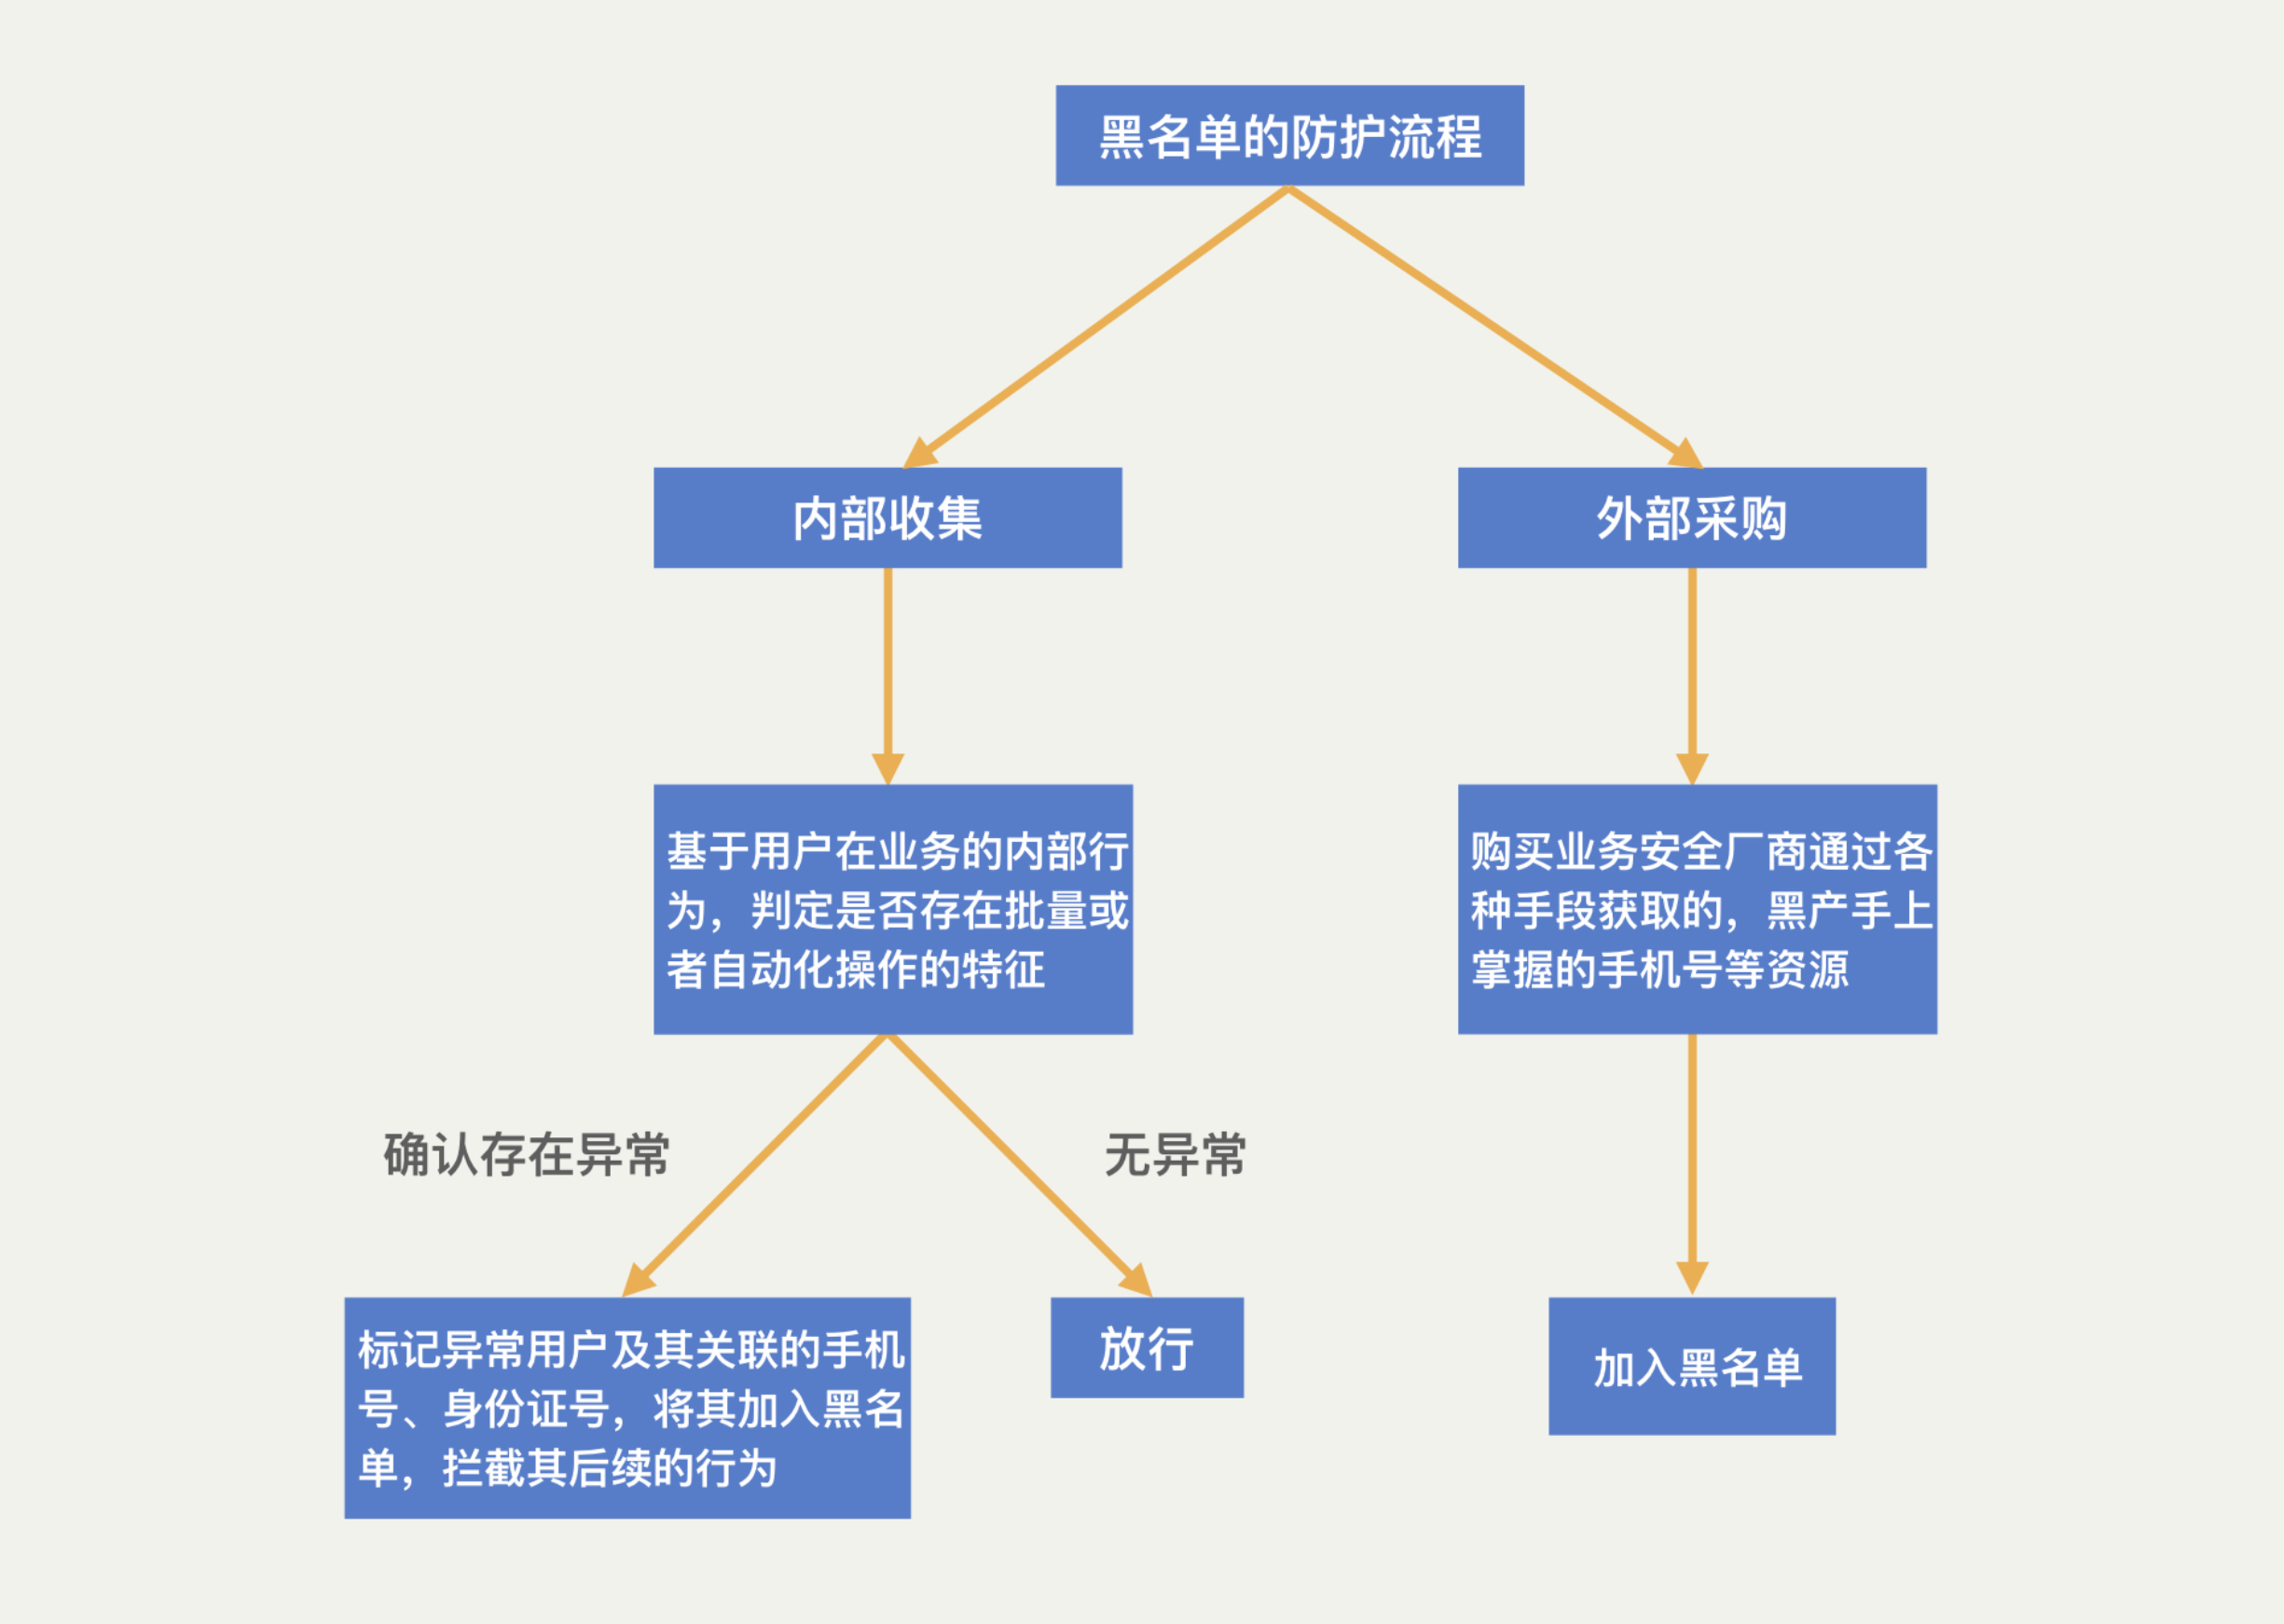 黑名单的防护流程
内部收集
外部采购
基于用户在业务的内部行
为，判定是否存在批量或
者自动化操作的特征
购买业务安全厂商通过各
种手段获取的，黑产手上
掌握的手机号等资源
确认存在异常
无异常
标记异常用户及其关联的手机
号、身份证号，将其加入黑名
单，拦截其后续的行为
放行
加入黑名单